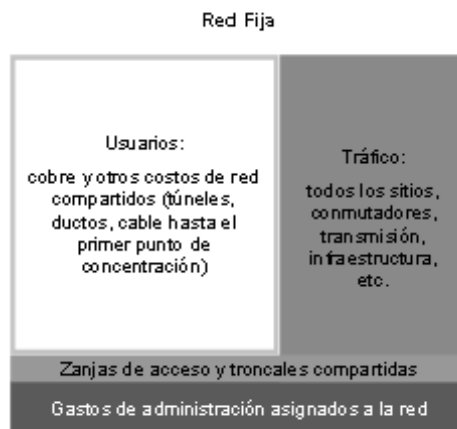 Red Fija
Usuarios:
cobre y otros costos de red
compartidos (túneles,
ductos, cable hasta el
primer punto de
concentración)
Tráfico:
todos los sitios,
conmutadores,
transmisión,
infraestructura,
etc.
Zanjas de acceso y troncales compartidas
Gastos de administración asignados a la red